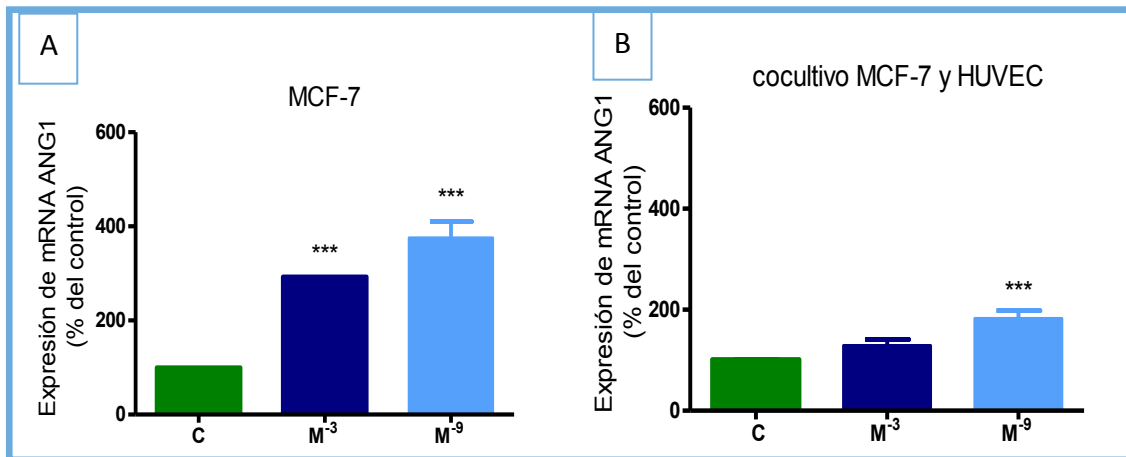 A
MCF-7
Expresión de mRNA ANG1
(% del control)
600
400
200
0
***
***
C
M⁻³
M⁻⁹
B
cocultivo MCF-7 y HUVEC
Expresión de mRNA ANG1
(% del control)
600
400
200
0
***
C
M⁻³
M⁻⁹